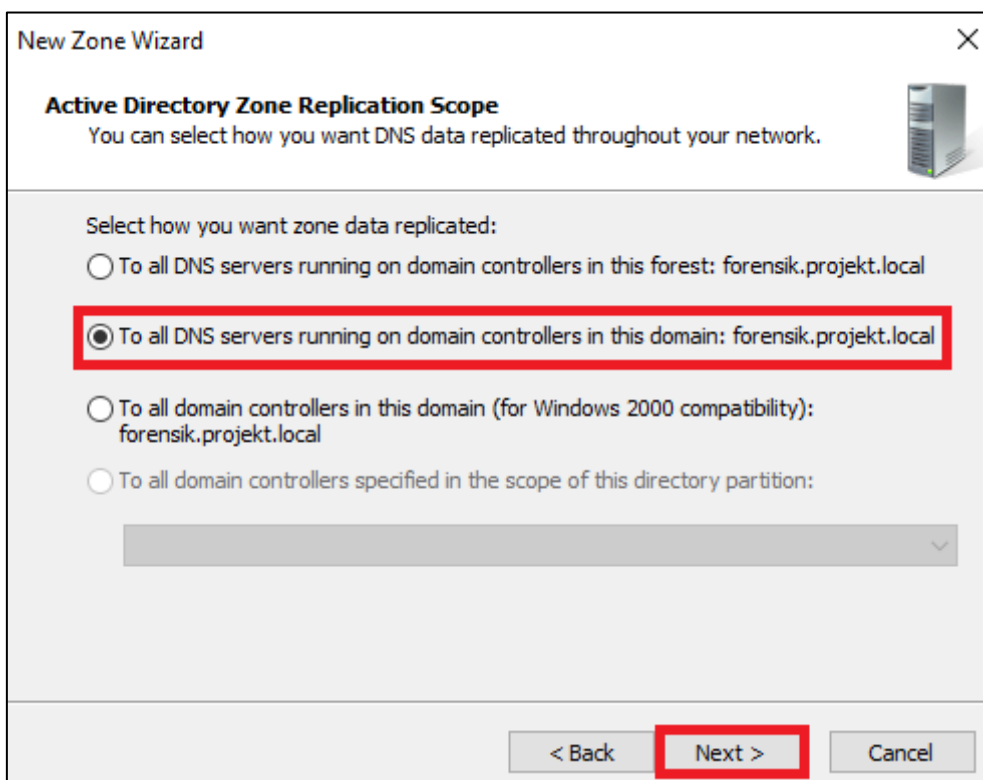 New Zone Wizard
Active Directory Zone Replication Scope
You can select how you want DNS data replicated throughout your network.
Select how you want zone data replicated:
To all DNS servers running on domain controllers in this forest: forensik.projekt.local
To all DNS servers running on domain controllers in this domain: forensik.projekt.local
To all domain controllers in this domain (for Windows 2000 compatibility):
forensik.projekt.local
To all domain controllers specified in the scope of this directory partition:
< Back
Next >
Cancel